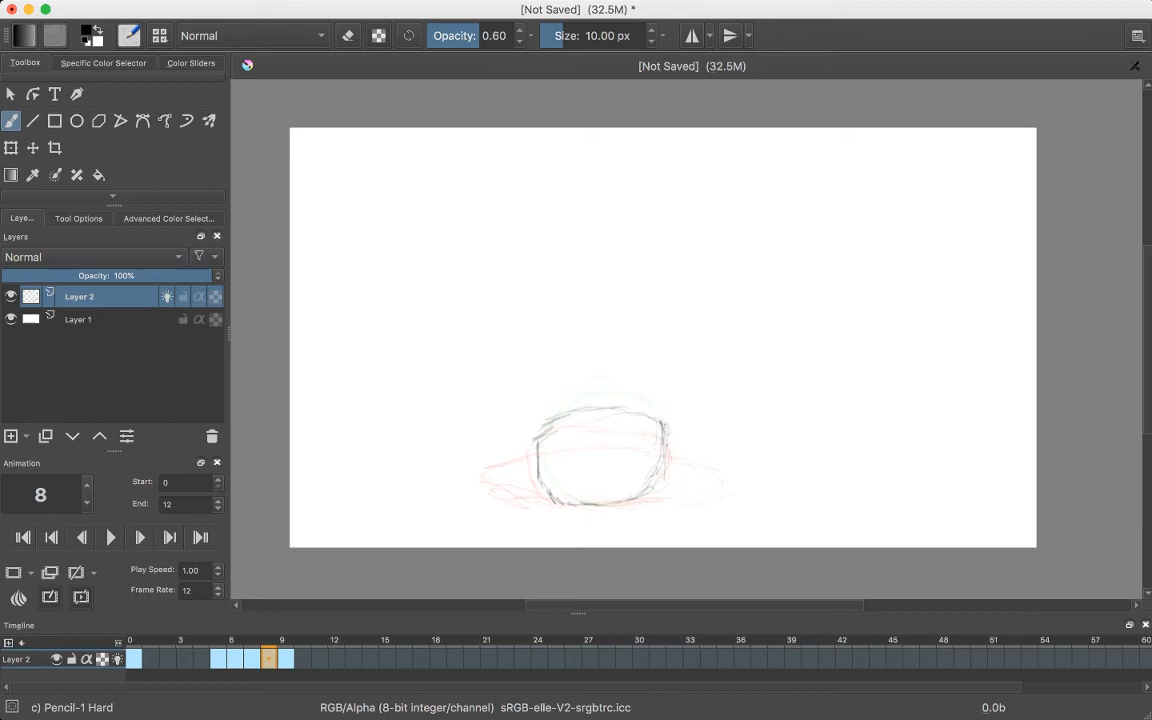 [Not Saved] (32.5M) *
Normal Opacity: 0.60 Size: 10.00 px
Toolbox Specific Color Selector Color Sliders [Not Saved] (32.5M)
T
Laye... Tool Options Advanced Color Select...
Layers
Normal
Opacity: 100%
Layer 2
Layer 1
Animation
8 Start: 0
End: 12
Play Speed: 1.00
Frame Rate: 12
Timeline
0 3 6 9 12 15 18 21 24 27 30 33 36 39 42 45 48 51 54 57 60
Layer 2
c) Pencil-1 Hard RGB/Alpha (8-bit integer/channel) sRGB-elle-V2-srgbtrc.icc 0.0b